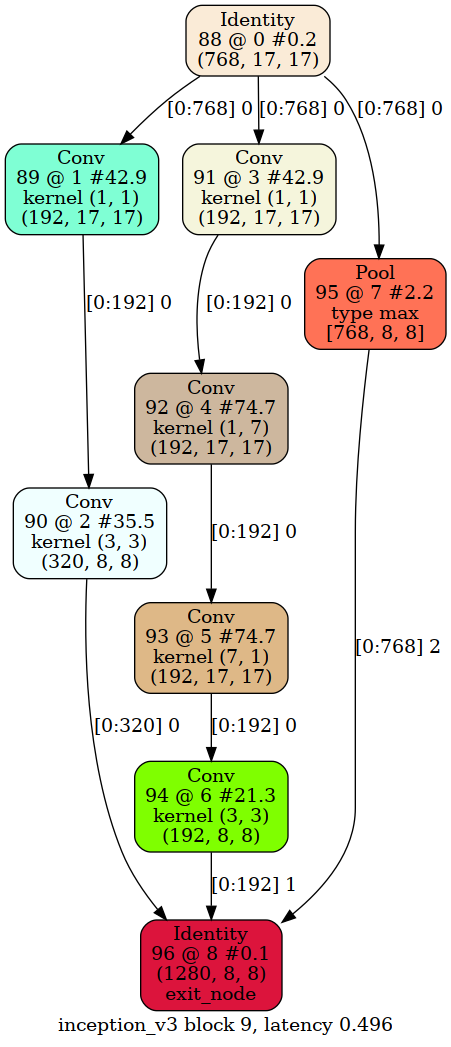 Identity
88 @ 0 #0.2
(768, 17, 17)
[0:768] 0
[0:768] 0
[0:768] 0
Conv
89 @ 1 #42.9
kernel (1, 1)
(192, 17, 17)
Conv
91 @ 3 #42.9
kernel (1, 1)
(192, 17, 17)
Pool
95 @ 7 #2.2
type max
[768, 8, 8]
[0:192] 0
[0:192] 0
Conv
92 @ 4 #74.7
kernel (1, 7)
(192, 17, 17)
Conv
90 @ 2 #35.5
kernel (3, 3)
(320, 8, 8)
[0:192] 0
Conv
93 @ 5 #74.7
kernel (7, 1)
(192, 17, 17)
[0:768] 2
[0:320] 0
[0:192] 0
Conv
94 @ 6 #21.3
kernel (3, 3)
(192, 8, 8)
[0:192] 1
Identity
96 @ 8 #0.1
(1280, 8, 8)
exit_node
inception_v3 block 9, latency 0.496